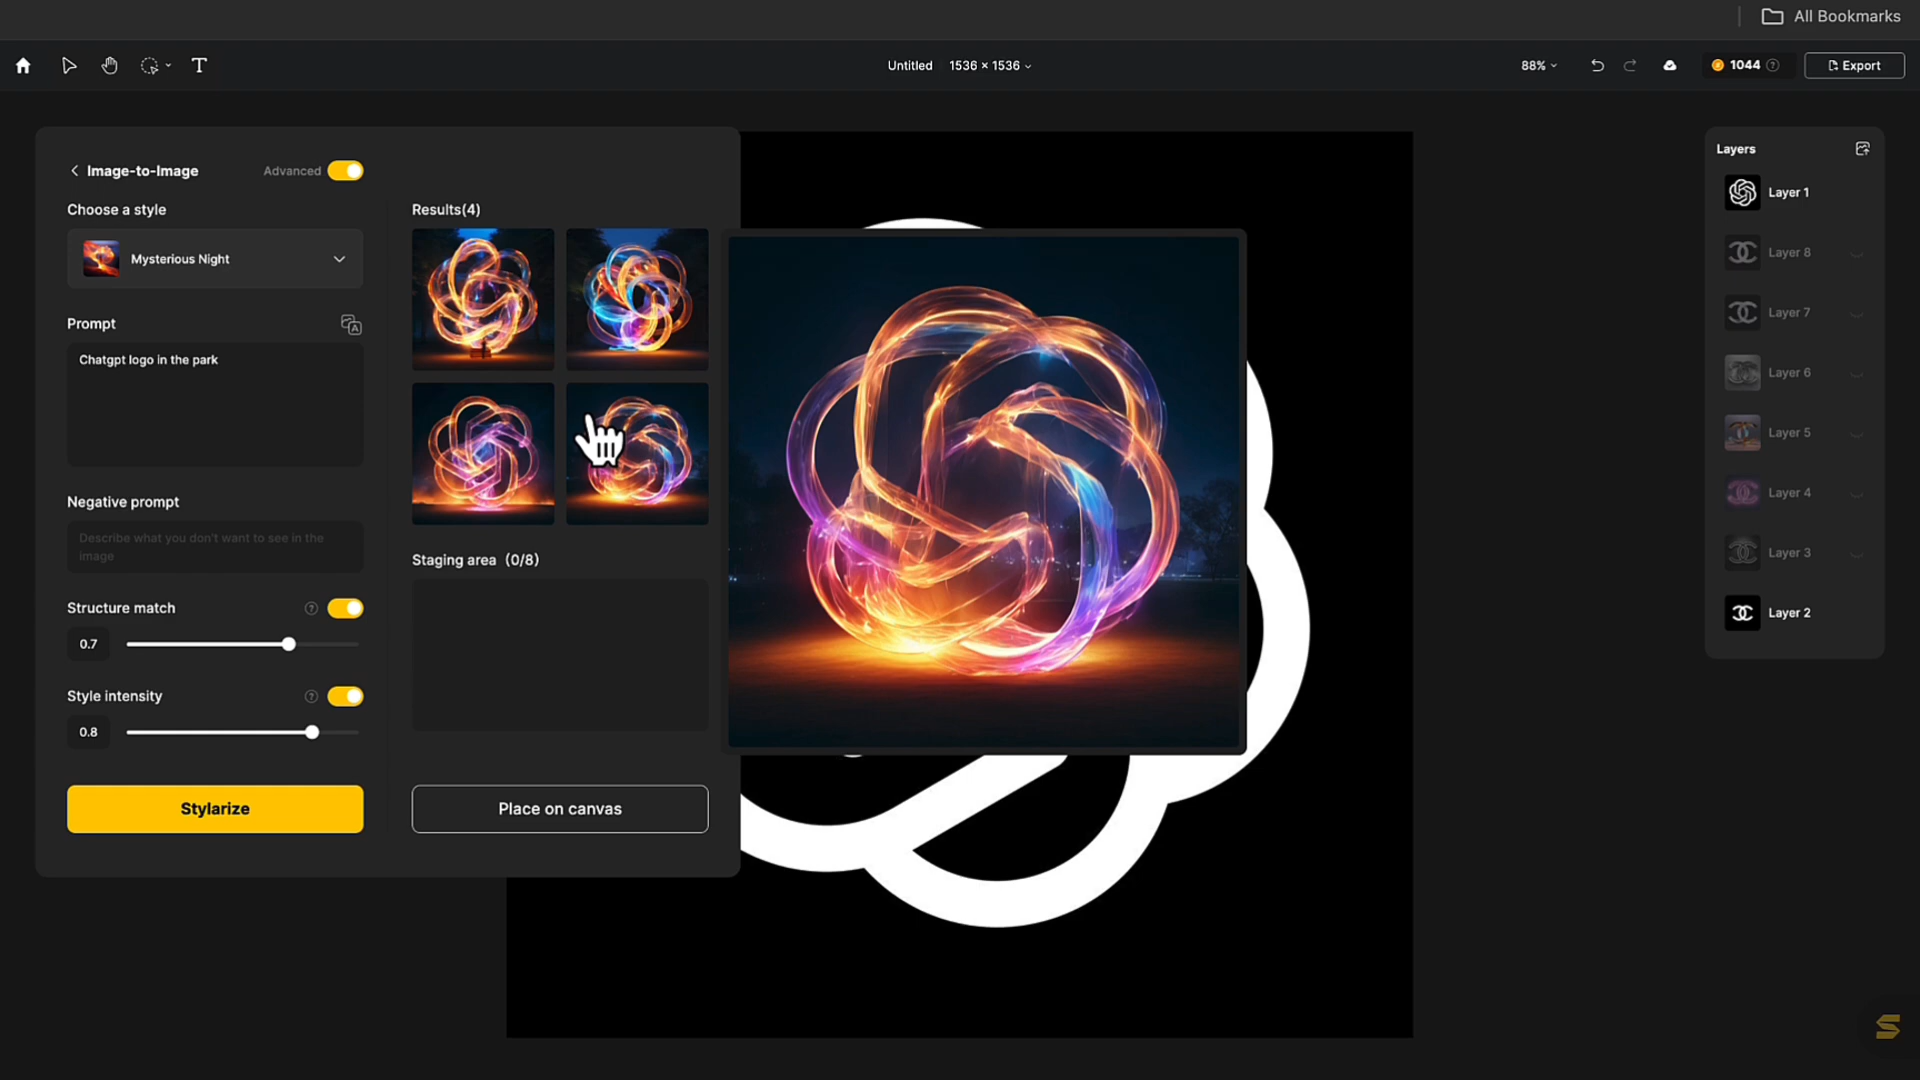 All Bookmarks
Untitled 1536 × 1536
88%
1044
Export
Image-to-Image
Advanced
Choose a style
Mysterious Night
Prompt
Chatgpt logo in the park
Negative prompt
Describe what you don't want to see in the
image
Structure match
0.7
Style intensity
0.8
Stylarize
Results(4)
Staging area (0/8)
Place on canvas
Layers
Layer 1
Layer 8
Layer 7
Layer 6
Layer 5
Layer 4
Layer 3
Layer 2